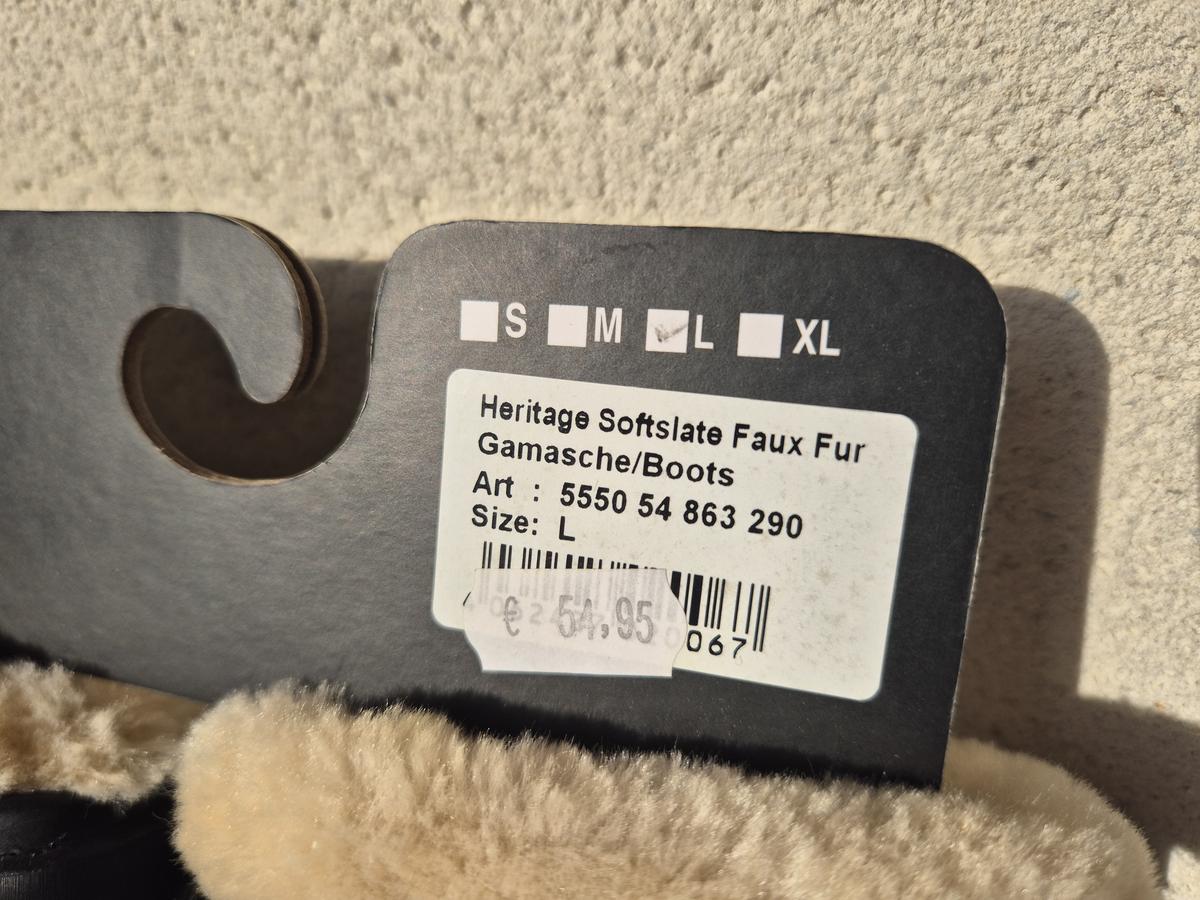 S M L XL
Heritage Softslate Faux Fur
Gamasche/Boots
Art : 5550 54 863 290
Size: L
€ 54,95
067